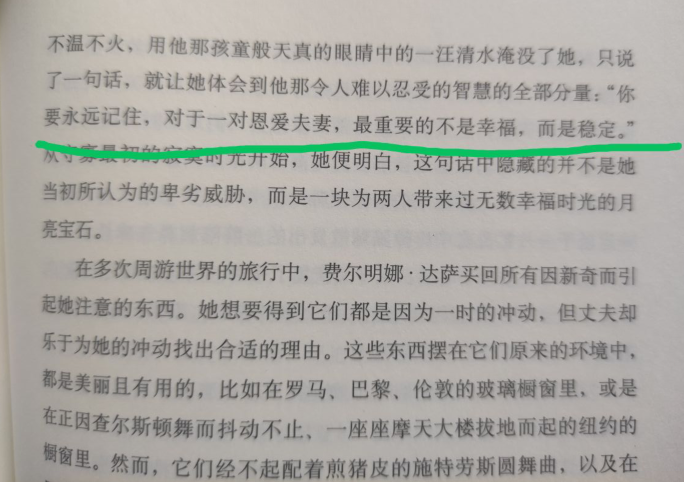 不温不火，用他那孩童般天真的眼睛中的一汪清水淹没了她，只说
了一句话，就让她体会到他那令人难以忍受的智慧的全部分量：“你
要永远记住，对于一对恩爱夫妻，最重要的不是幸福，而是稳定。”
从守寡最初的寂寞时光开始，她便明白，这句话中隐藏的并不是她
当初所认为的卑劣威胁，而是一块为两人带来过无数幸福时光的月
亮宝石。
在多次周游世界的旅行中，费尔明娜·达萨买回所有因新奇而引
起她注意的东西。她想要得到它们都是因为一时的冲动，但丈夫却
乐于为她的冲动找出合适的理由。这些东西摆在它们原来的环境中，
都是美丽且有用的，比如在罗马、巴黎、伦敦的玻璃橱窗里，或是
在正因查尔斯顿舞而抖动不止、一座座摩天大楼拔地而起的纽约的
橱窗里。然而，它们经不起配着煎猪皮的施特劳斯圆舞曲，以及在